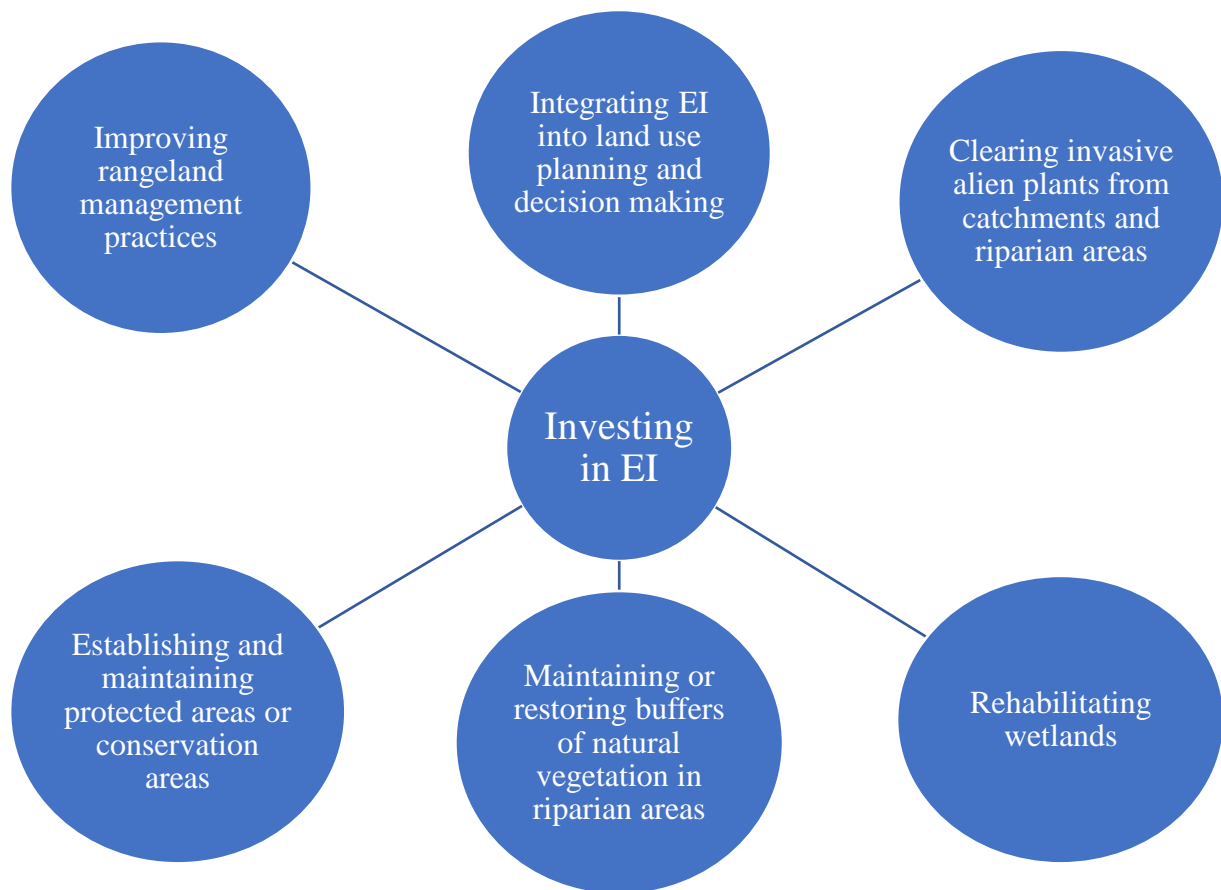 Improving
rangeland
management
practices
Integrating EI
into land use
planning and
decision making
Clearing invasive
alien plants from
catchments and
riparian areas
Investing
in EI
Establishing and
maintaining
protected areas or
conservation
areas
Maintaining or
restoring buffers
of natural
vegetation in
riparian areas
Rehabilitating
wetlands